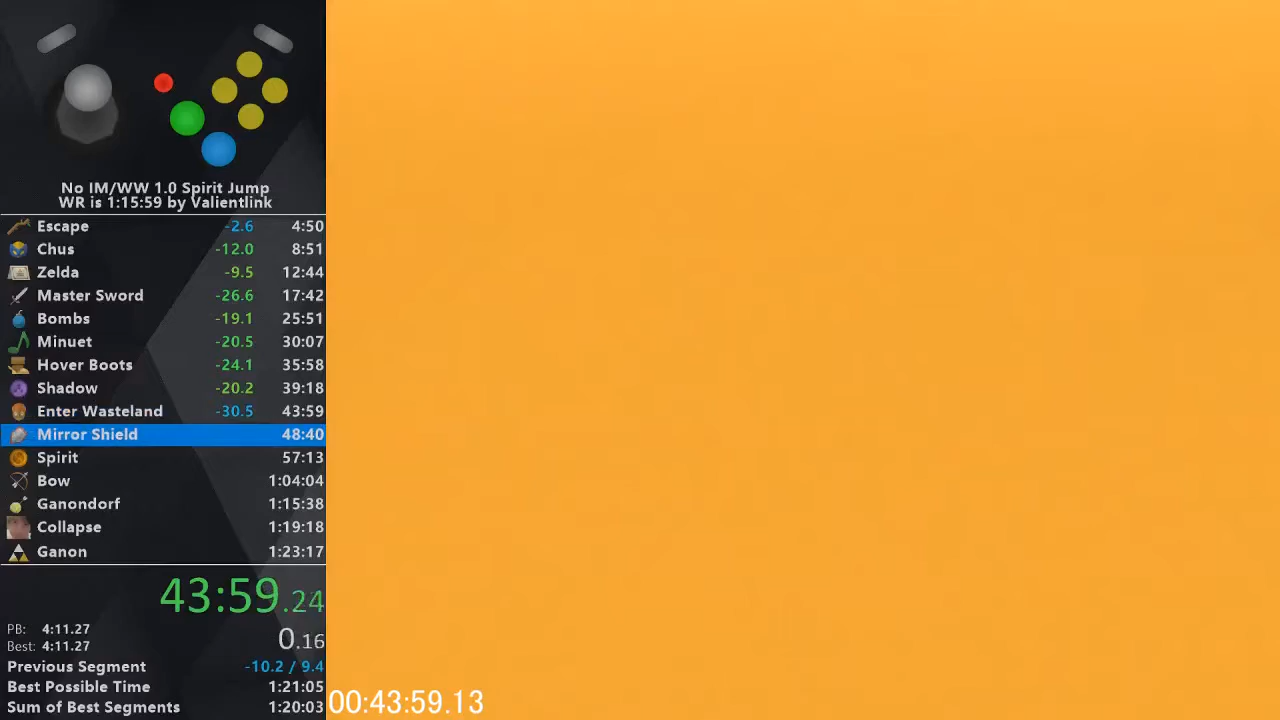 No IM/WW 1.0 Spirit Jump
WR is 1:15:59 by Valientlink
Escape -2.6 4:50
Chus -12.0 8:51
Zelda -9.5 12:44
Master Sword -26.6 17:42
Bombs -19.1 25:51
Minuet -20.5 30:07
Hover Boots -24.1 35:58
Shadow -20.2 39:18
Enter Wasteland -30.5 43:59
Mirror Shield 48:40
Spirit 57:13
Bow 1:04:04
Ganondorf 1:15:38
Collapse 1:19:18
Ganon 1:23:17
43:59.24
PB: 4:11.27
0.16
Best: 4:11.27
Previous Segment -10.2 / 9.4
Best Possible Time 1:21:05
Sum of Best Segments 1:20:03
00:43:59.13